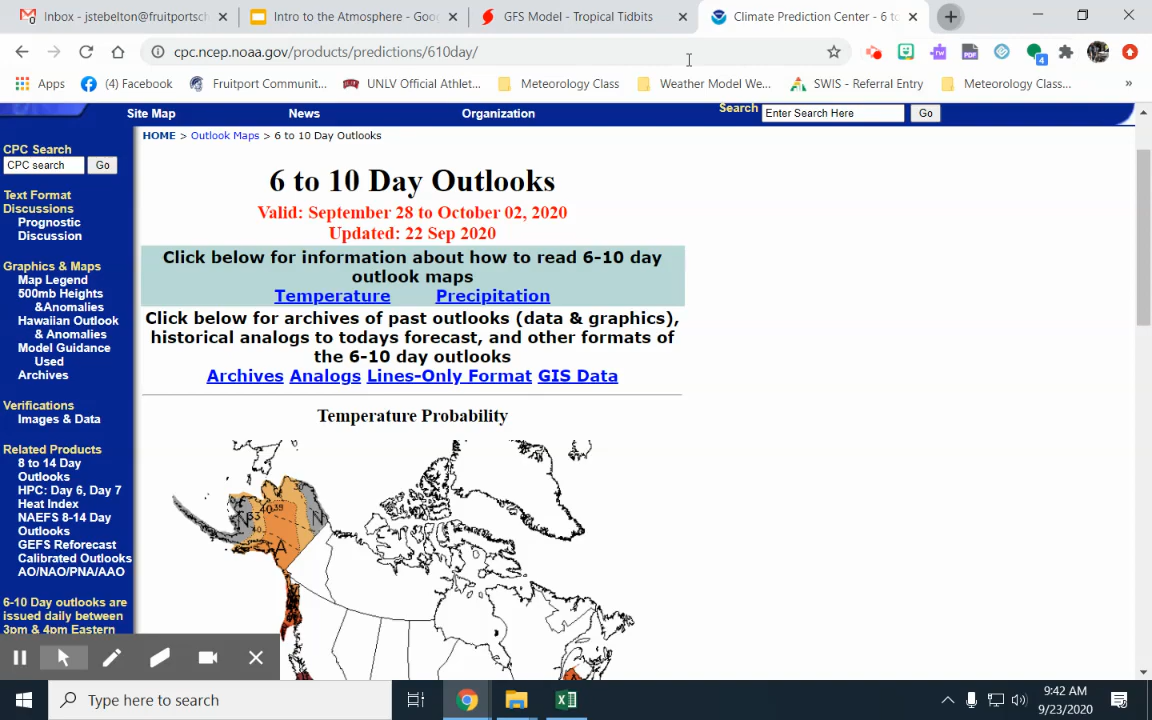 Inbox - jstebelton@fruitportsch
Intro to the Atmosphere - Goo
GFS Model - Tropical Tidbits
Climate Prediction Center - 6 to
cpc.ncep.noaa.gov/products/predictions/610day/
Apps
(4) Facebook
Fruitport Communi...
UNLV Official Athlet...
Meteorology Class
Weather Model We...
SWIS - Referral Entry
Meteorology Class...
»
Site Map
News
Organization
Search
Enter Search Here
Go
HOME > Outlook Maps > 6 to 10 Day Outlooks
CPC Search
CPC search
Go
Text Format
Discussions
Prognostic
Discussion
Graphics & Maps
Map Legend
500mb Heights
&Anomalies
Hawaiian Outlook
& Anomalies
Model Guidance
Used
Archives
Verifications
Images & Data
Related Products
8 to 14 Day
Outlooks
HPC: Day 6, Day 7
Heat Index
NAEFS 8-14 Day
Outlooks
GEFS Reforecast
Calibrated Outlooks
AO/NAO/PNA/AAO
6-10 Day outlooks are
issued daily between
3pm & 4pm Eastern
6 to 10 Day Outlooks
Valid: September 28 to October 02, 2020
Updated: 22 Sep 2020
Click below for information about how to read 6-10 day
outlook maps
Temperature
Precipitation
Click below for archives of past outlooks (data & graphics),
historical analogs to todays forecast, and other formats of
the 6-10 day outlooks
Archives Analogs Lines-Only Format GIS Data
Temperature Probability
N
33
40
A
N
PDF
4
Type here to search
9:42 AM
9/23/2020